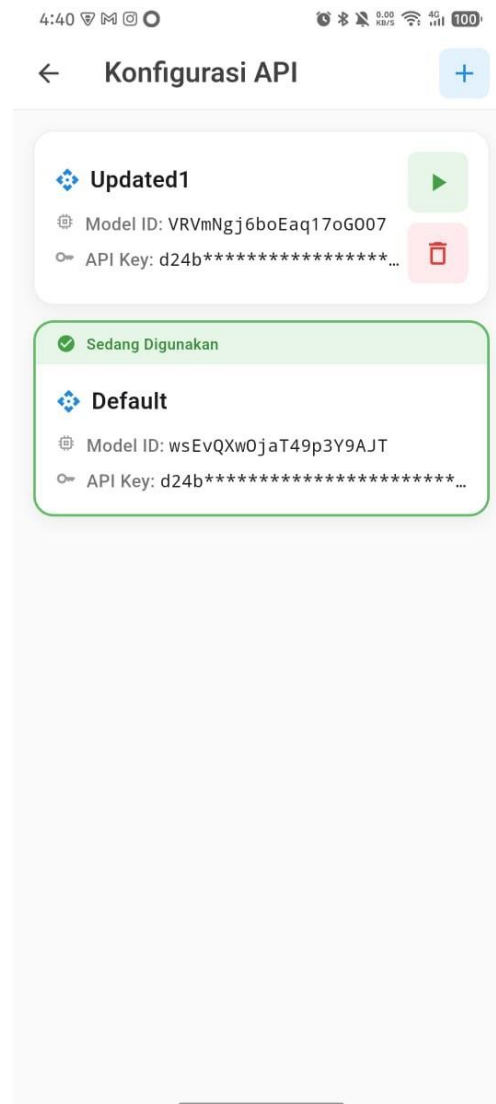 4:40
0.00
KB/S
4G
100
Konfigurasi API
Updated1
Model ID: VRVmNgj6boEaq17oGO07
API Key: d24b*****************…
Sedang Digunakan
Default
Model ID: wsEvQXwOjaT49p3Y9AJT
API Key: d24b***********************…